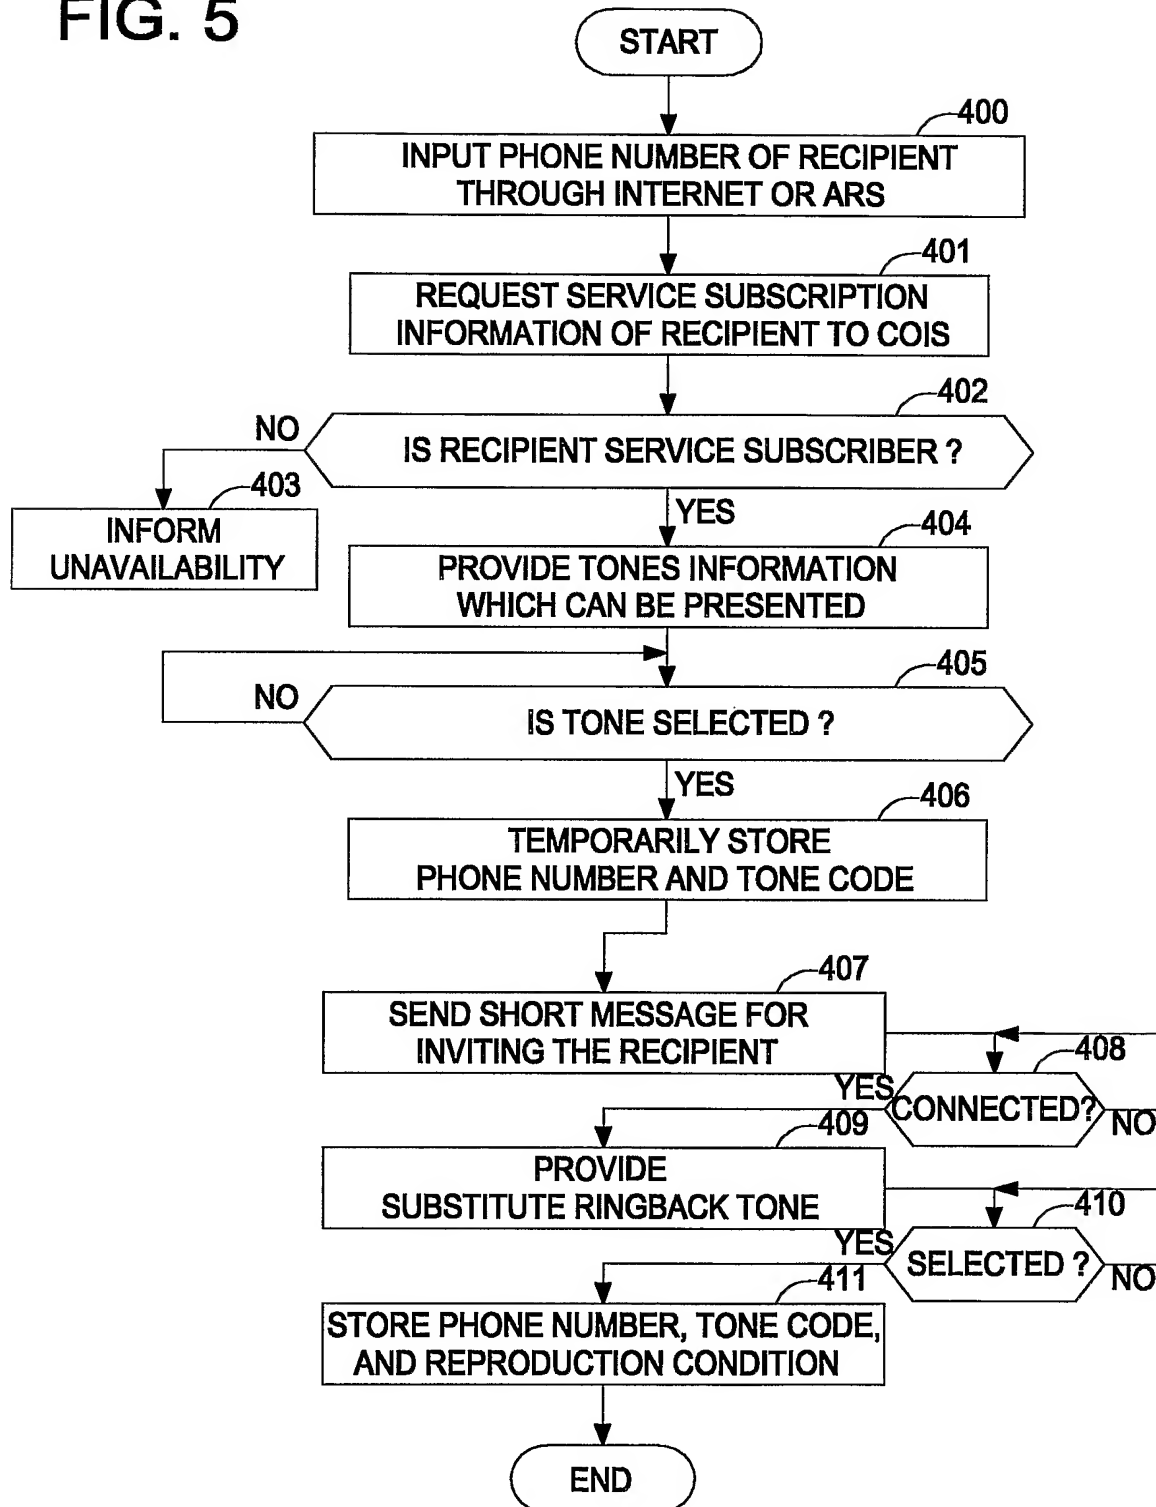 FIG. 5
START
400
INPUT PHONE NUMBER OF RECIPIENT
THROUGH INTERNET OR ARS
401
REQUEST SERVICE SUBSCRIPTION
INFORMATION OF RECIPIENT TO COIS
402
NO
IS RECIPIENT SERVICE SUBSCRIBER ?
403
YES
INFORM
UNAVAILABILITY
404
PROVIDE TONES INFORMATION
WHICH CAN BE PRESENTED
405
NO
IS TONE SELECTED ?
YES
406
TEMPORARILY STORE
PHONE NUMBER AND TONE CODE
407
SEND SHORT MESSAGE FOR
INVITING THE RECIPIENT
408
YES
CONNECTED?
NO
409
PROVIDE
SUBSTITUTE RINGBACK TONE
410
YES
SELECTED ?
NO
411
STORE PHONE NUMBER, TONE CODE,
AND REPRODUCTION CONDITION
END